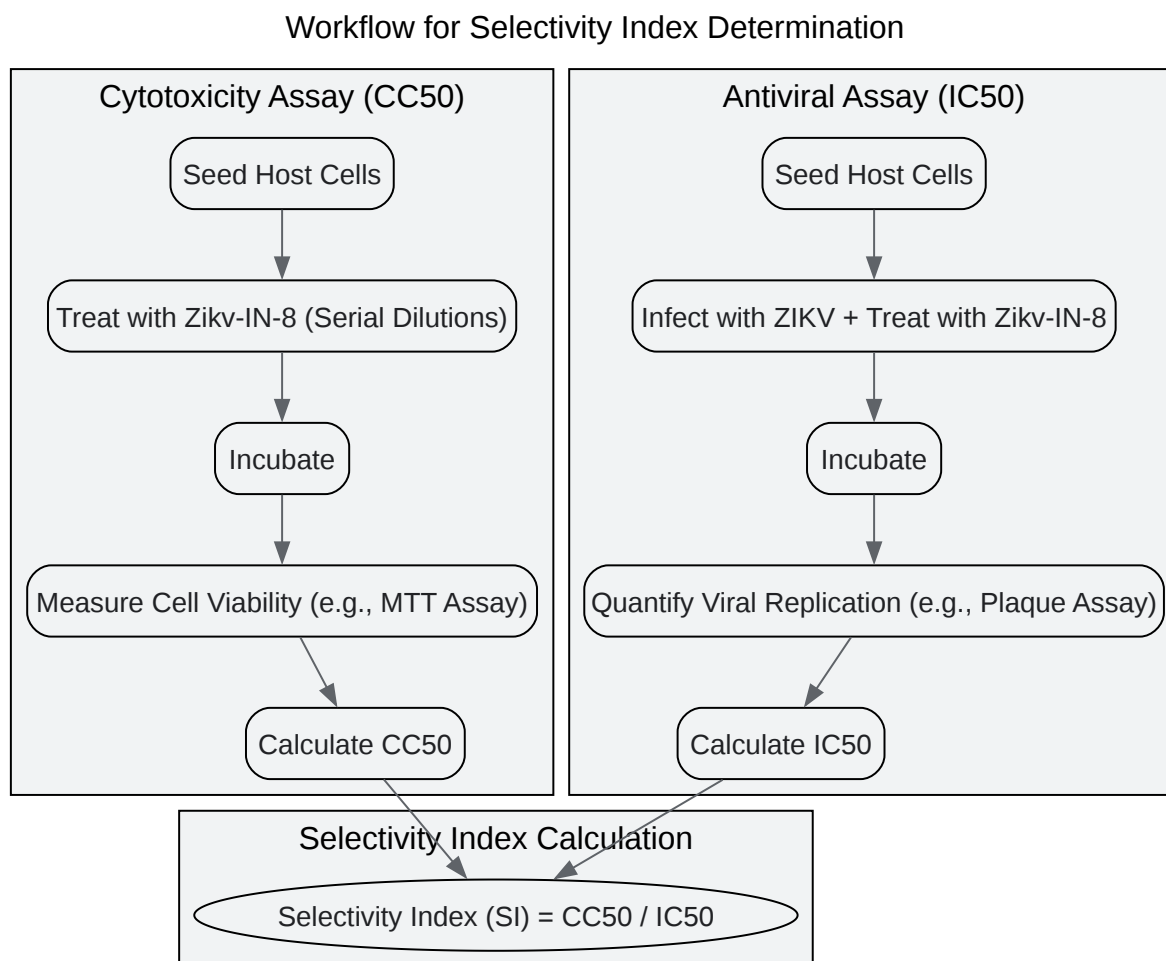 Workflow for Selectivity Index Determination
Cytotoxicity Assay (CC50)
Seed Host Cells
Treat with Zikv-IN-8 (Serial Dilutions)
Incubate
Measure Cell Viability (e.g., MTT Assay)
Calculate CC50
Antiviral Assay (IC50)
Seed Host Cells
Infect with ZIKV + Treat with Zikv-IN-8
Incubate
Quantify Viral Replication (e.g., Plaque Assay)
Calculate IC50
Selectivity Index Calculation
Selectivity Index (SI) = CC50 / IC50